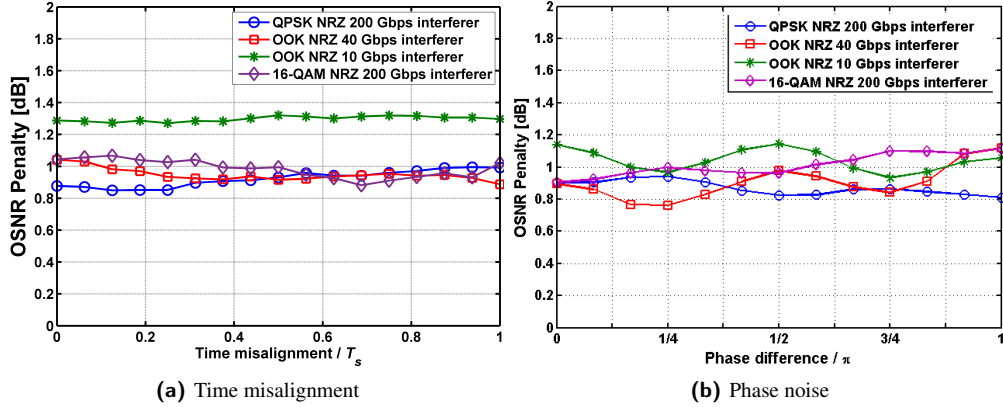 QPSK NRZ 200 Gbps interferer
OOK NRZ 40 Gbps interferer
OOK NRZ 10 Gbps interferer
16-QAM NRZ 200 Gbps interferer
OSNR Penalty [dB]
2
1.8
1.6
1.4
1.2
1
0.8
0.6
0.4
0.2
0
0 0.2 0.4 0.6 0.8 1
Time misalignment / Ts
(a) Time misalignment
QPSK NRZ 200 Gbps interferer
OOK NRZ 40 Gbps interferer
OOK NRZ 10 Gbps interferer
16-QAM NRZ 200 Gbps interferer
OSNR Penalty [dB]
2
1.8
1.6
1.4
1.2
1
0.8
0.6
0.4
0.2
0
0 1/4 1/2 3/4 1
Phase difference / π
(b) Phase noise